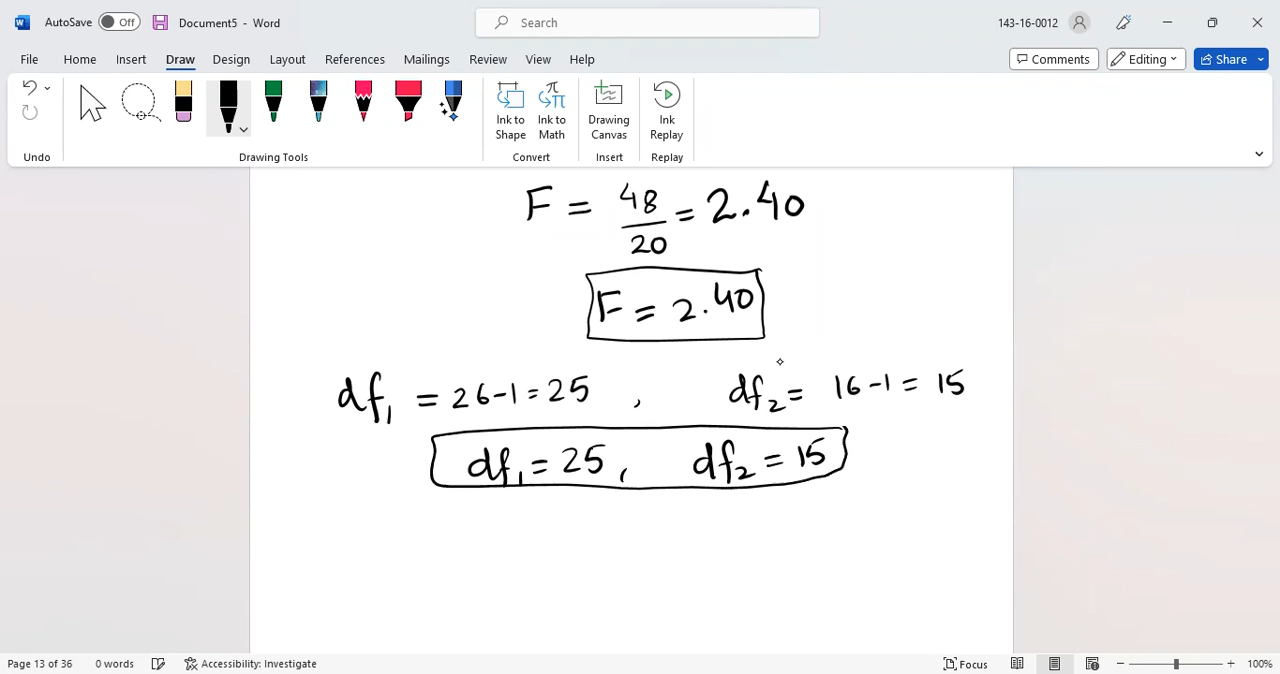 AutoSave Off Document5 - Word Search 143-16-0012
File Home Insert Draw Design Layout References Mailings Review View Help Comments Editing Share
Undo
Drawing Tools
Ink to Shape
Ink to Math
Convert
Drawing Canvas
Insert
Ink Replay
Replay
F = 48/20 = 2.40
F = 2.40
df₁ = 26-1 = 25 , df₂ = 16-1 = 15
df₁ = 25, df₂ = 15
Page 13 of 36 0 words Accessibility: Investigate Focus 100%